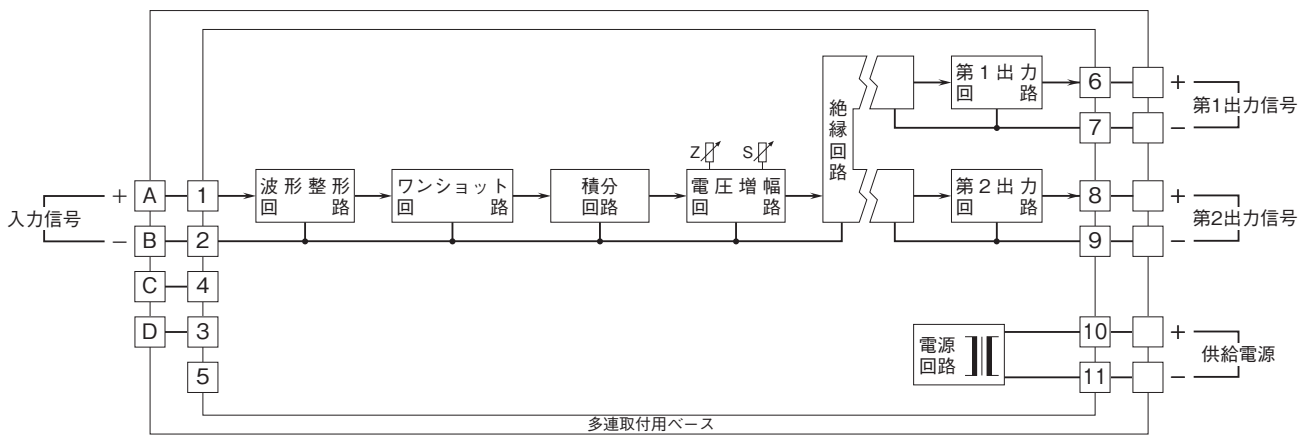 入力信号
+
−
A
B
C
D
1
2
4
3
5
波形整形
回路
ワンショット
回路
積分
回路
Z
S
電圧増幅
回路
絶縁回路
第1出力
回路
第2出力
回路
6
7
8
9
+
−
第1出力信号
+
−
第2出力信号
電源
回路
10
11
+
−
供給電源
多連取付用ベース